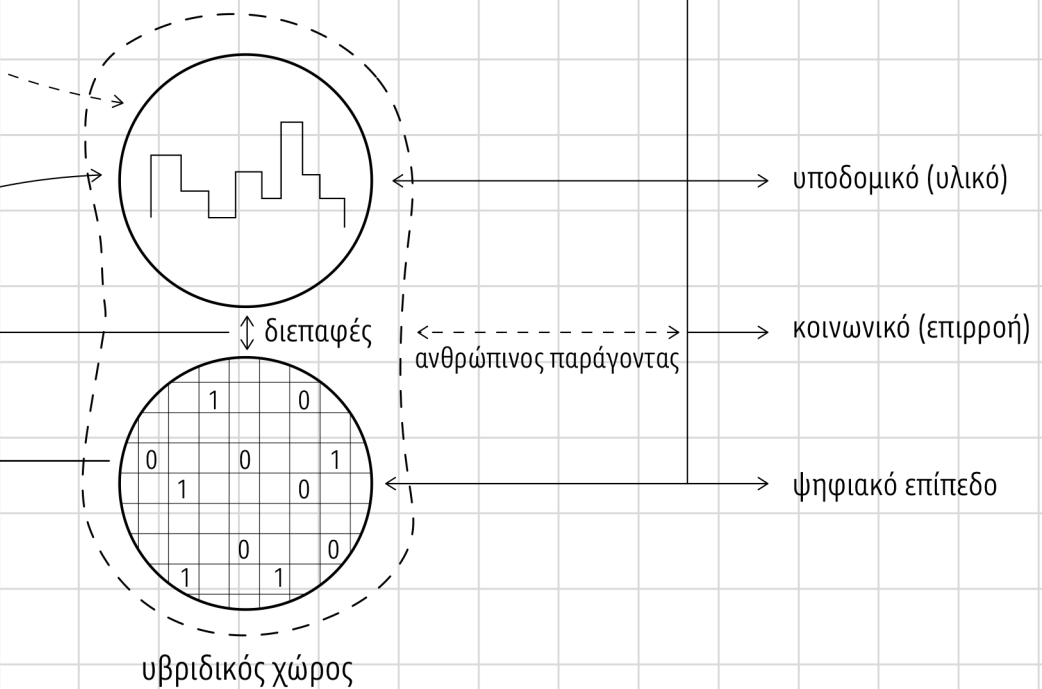 υποδομικό (υλικό)
διεπαφές
κοινωνικό (επιρροή)
ανθρώπινος παράγοντας
1 0
0 0 1
1 0
ψηφιακό επίπεδο
0 0
1 1
υβριδικός χώρος